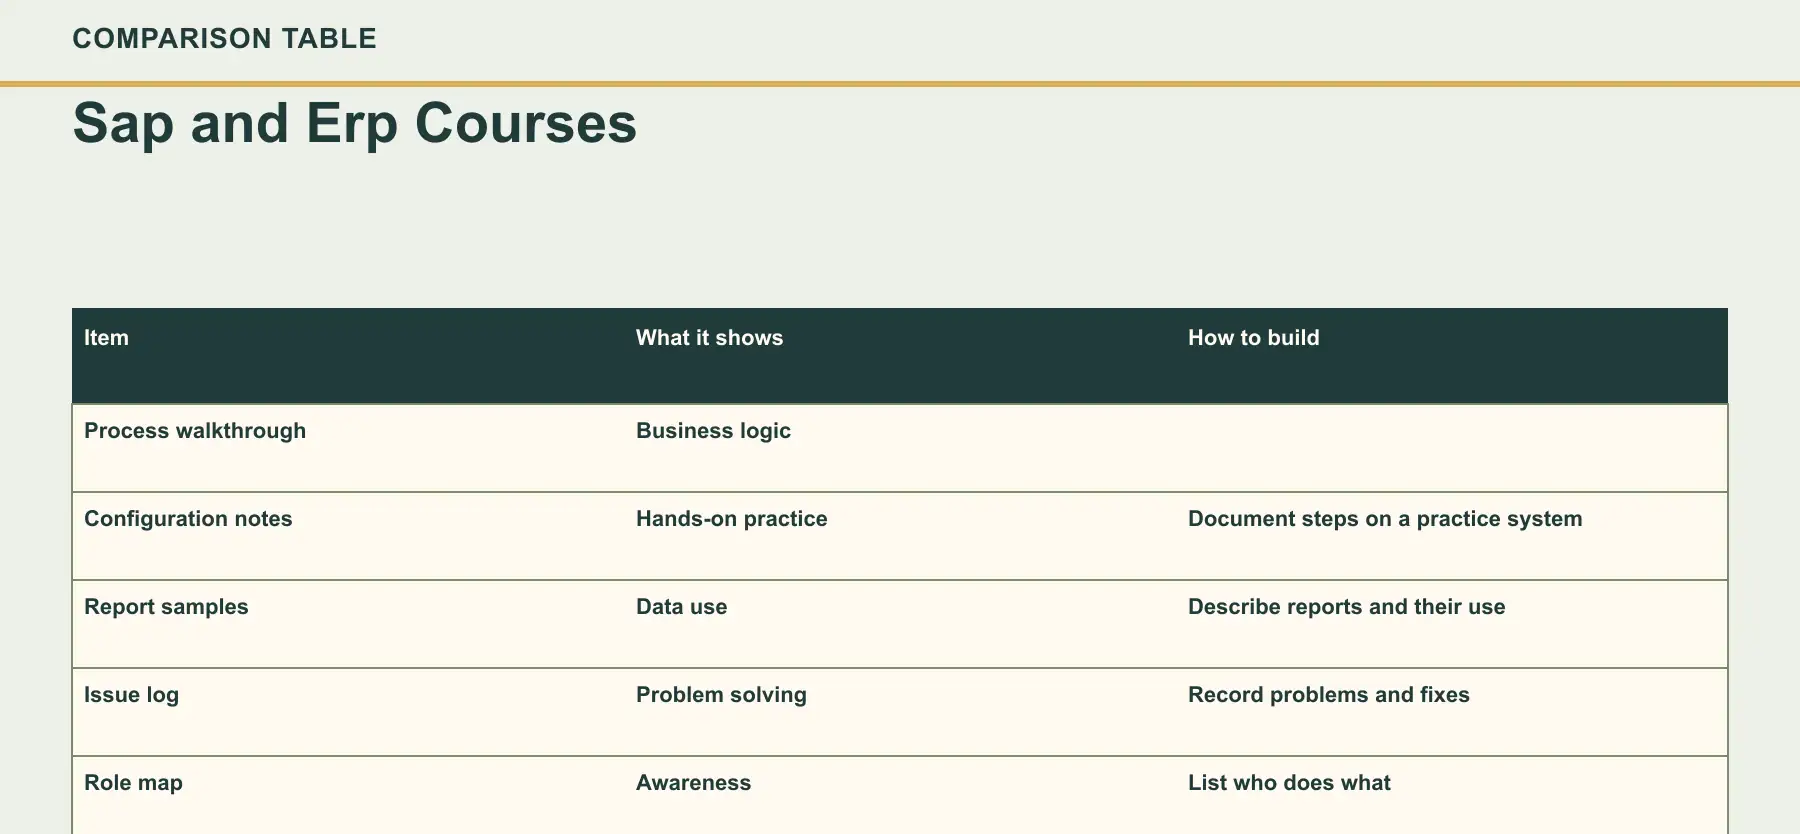 COMPARISON TABLE
Sap and Erp Courses
Item What it shows How to build
Process walkthrough Business logic
Configuration notes Hands-on practice Document steps on a practice system
Report samples Data use Describe reports and their use
Issue log Problem solving Record problems and fixes
Role map Awareness List who does what